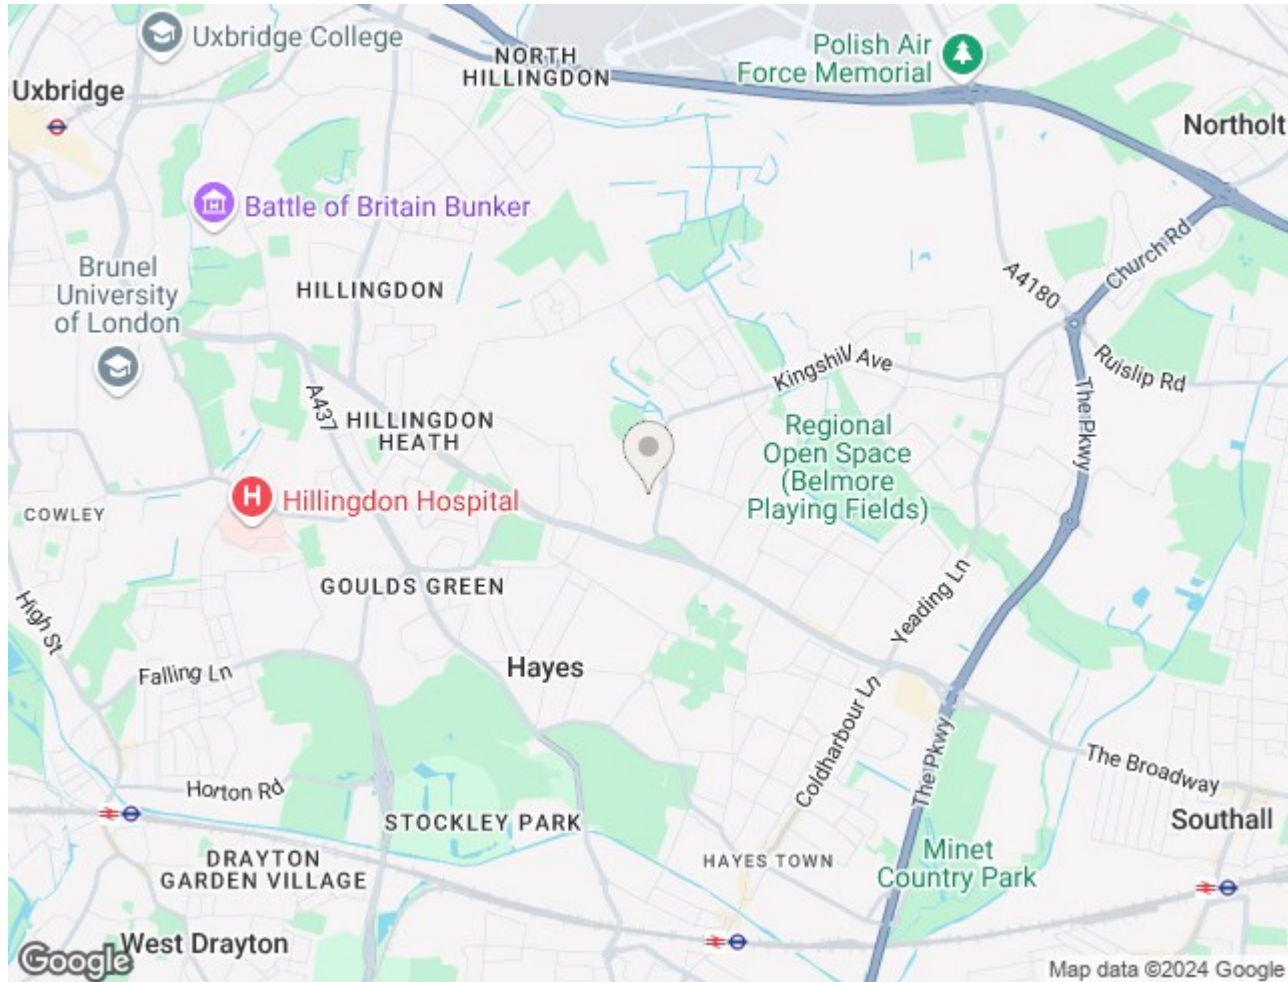 Uxbridge College
NORTH
HILLINGDON
Polish Air
Force Memorial
Uxbridge
Northolt
Battle of Britain Bunker
Church Rd
Brunel
University
of London
HILLINGDON
A4180
Kingshill Ave
Ruislip Rd
A437
HILLINGDON
HEATH
The Pkwy
Regional
Open Space
(Belmore
Playing Fields)
H
Hillingdon Hospital
COWLEY
GOULDS GREEN
High St
Yeading Ln
Hayes
Falling Ln
Coldharbour Ln
The Pkwy
The Broadway
Horton Rd
STOCKLEY PARK
Southall
DRAYTON
GARDEN VILLAGE
HAYES TOWN
Minet
Country Park
West Drayton
Google
Map data ©2024 Google